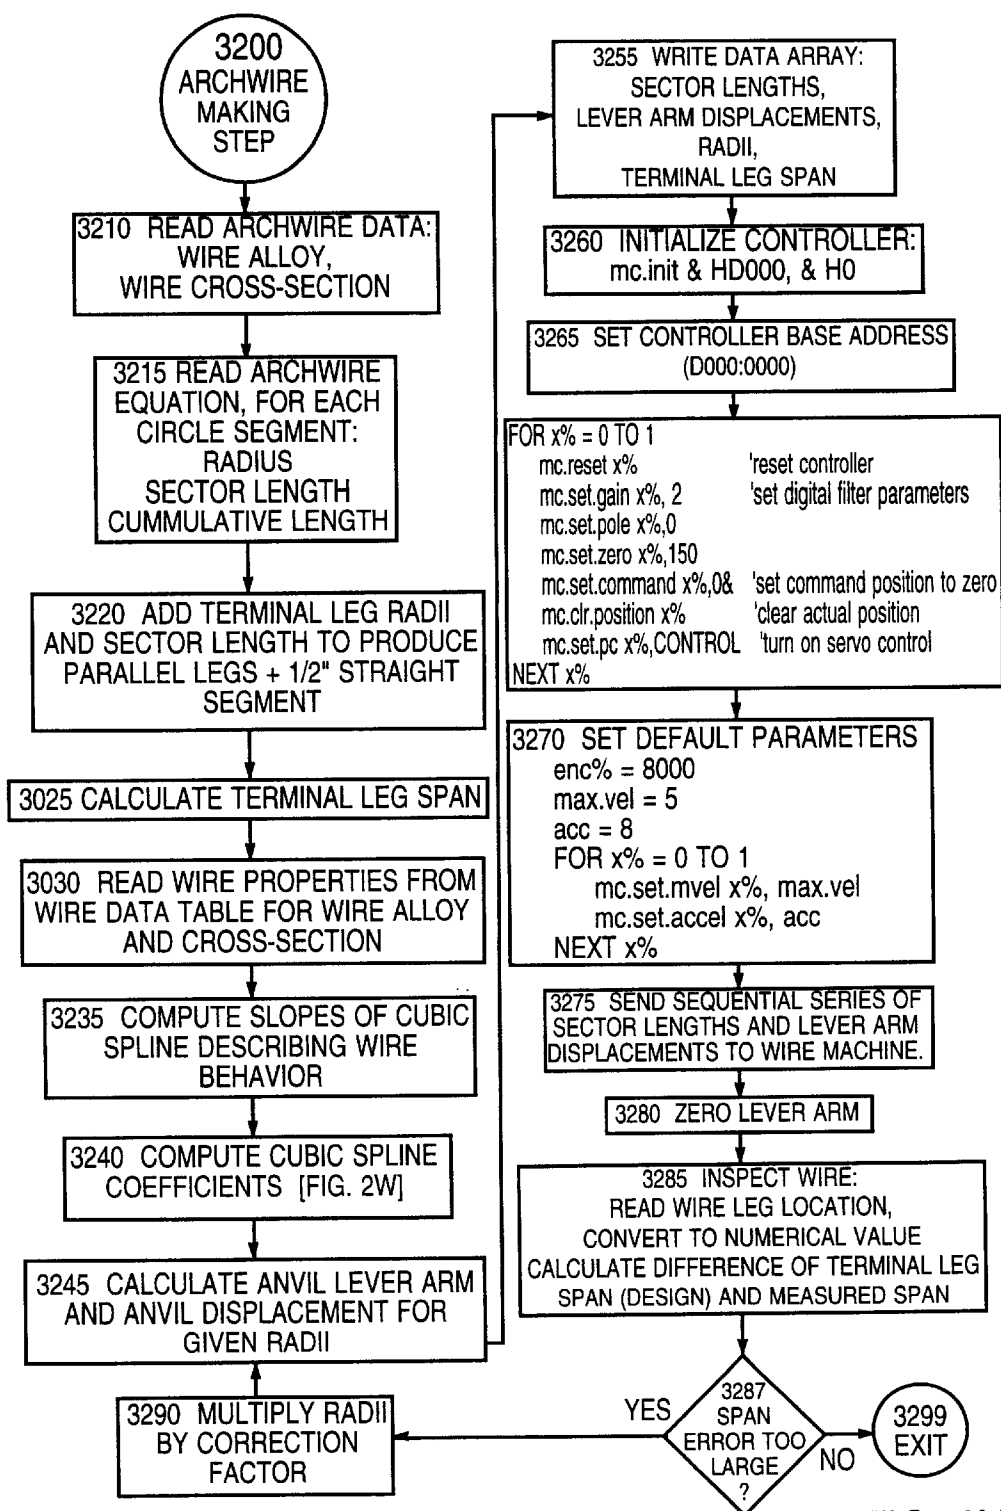 3200
ARCHWIRE
MAKING
STEP
3210 READ ARCHWIRE DATA:
WIRE ALLOY,
WIRE CROSS-SECTION
3215 READ ARCHWIRE
EQUATION, FOR EACH
CIRCLE SEGMENT:
RADIUS
SECTOR LENGTH
CUMMULATIVE LENGTH
3220 ADD TERMINAL LEG RADII
AND SECTOR LENGTH TO PRODUCE
PARALLEL LEGS + 1/2" STRAIGHT
SEGMENT
3025 CALCULATE TERMINAL LEG SPAN
3030 READ WIRE PROPERTIES FROM
WIRE DATA TABLE FOR WIRE ALLOY
AND CROSS-SECTION
3235 COMPUTE SLOPES OF CUBIC
SPLINE DESCRIBING WIRE
BEHAVIOR
3240 COMPUTE CUBIC SPLINE
COEFFICIENTS [FIG. 2W]
3245 CALCULATE ANVIL LEVER ARM
AND ANVIL DISPLACEMENT FOR
GIVEN RADII
3290 MULTIPLY RADII
BY CORRECTION
FACTOR
3255 WRITE DATA ARRAY:
SECTOR LENGTHS,
LEVER ARM DISPLACEMENTS,
RADII,
TERMINAL LEG SPAN
3260 INITIALIZE CONTROLLER:
mc.init & HD000, & H0
3265 SET CONTROLLER BASE ADDRESS
(D000:0000)
FOR x% = 0 TO 1
mc.reset x% 'reset controller
mc.set.gain x%, 2 'set digital filter parameters
mc.set.pole x%,0
mc.set.zero x%,150
mc.set.command x%,0& 'set command position to zero
mc.clr.position x% 'clear actual position
mc.set.pc x%,CONTROL 'turn on servo control
NEXT x%
3270 SET DEFAULT PARAMETERS
enc% = 8000
max.vel = 5
acc = 8
FOR x% = 0 TO 1
mc.set.mvel x%, max.vel
mc.set.accel x%, acc
NEXT x%
3275 SEND SEQUENTIAL SERIES OF
SECTOR LENGTHS AND LEVER ARM
DISPLACEMENTS TO WIRE MACHINE.
3280 ZERO LEVER ARM
3285 INSPECT WIRE:
READ WIRE LEG LOCATION,
CONVERT TO NUMERICAL VALUE
CALCULATE DIFFERENCE OF TERMINAL LEG
SPAN (DESIGN) AND MEASURED SPAN
3287
SPAN
ERROR TOO
LARGE
?
YES
NO
3299
EXIT